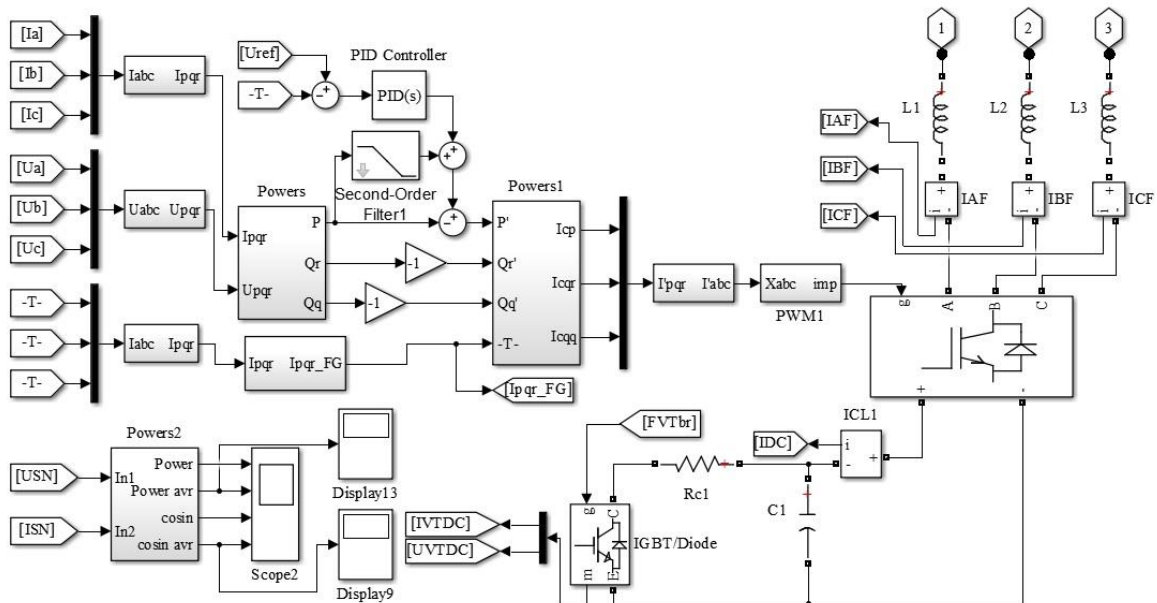 [Ia]
[Ib]
[Ic]
Iabc Ipqr
[Uref]
-T-
-+
PID Controller
PID(s)
++
Second-Order
Filter1
-+
[Ua]
[Ub]
[Uc]
Uabc Upqr
Powers
Ipqr
Upqr
P
Qr
Qq
-1
-1
Powers1
P'
Qr'
Qq'
-T-
Icp
Icqr
Icqq
I'pqr I'abc
Xabc imp
PWM1
-T-
-T-
-T-
Iabc Ipqr
Ipqr Ipqr_FG
[Ipqr_FG]
1
2
3
L1
L2
L3
[IAF]
[IBF]
[ICF]
+
i -
IAF
+
i -
IBF
+
i -
ICF
g A B C
+ -
ICL1
i
- +
[IDC]
[FVTbr]
Rc1 +
+
C1
g C
m E
IGBT/Diode
[IVTDC]
[UVTDC]
Powers2
[USN]
[ISN]
In1
In2
Power
Power avr
cosin
cosin avr
Scope2
Display13
Display9